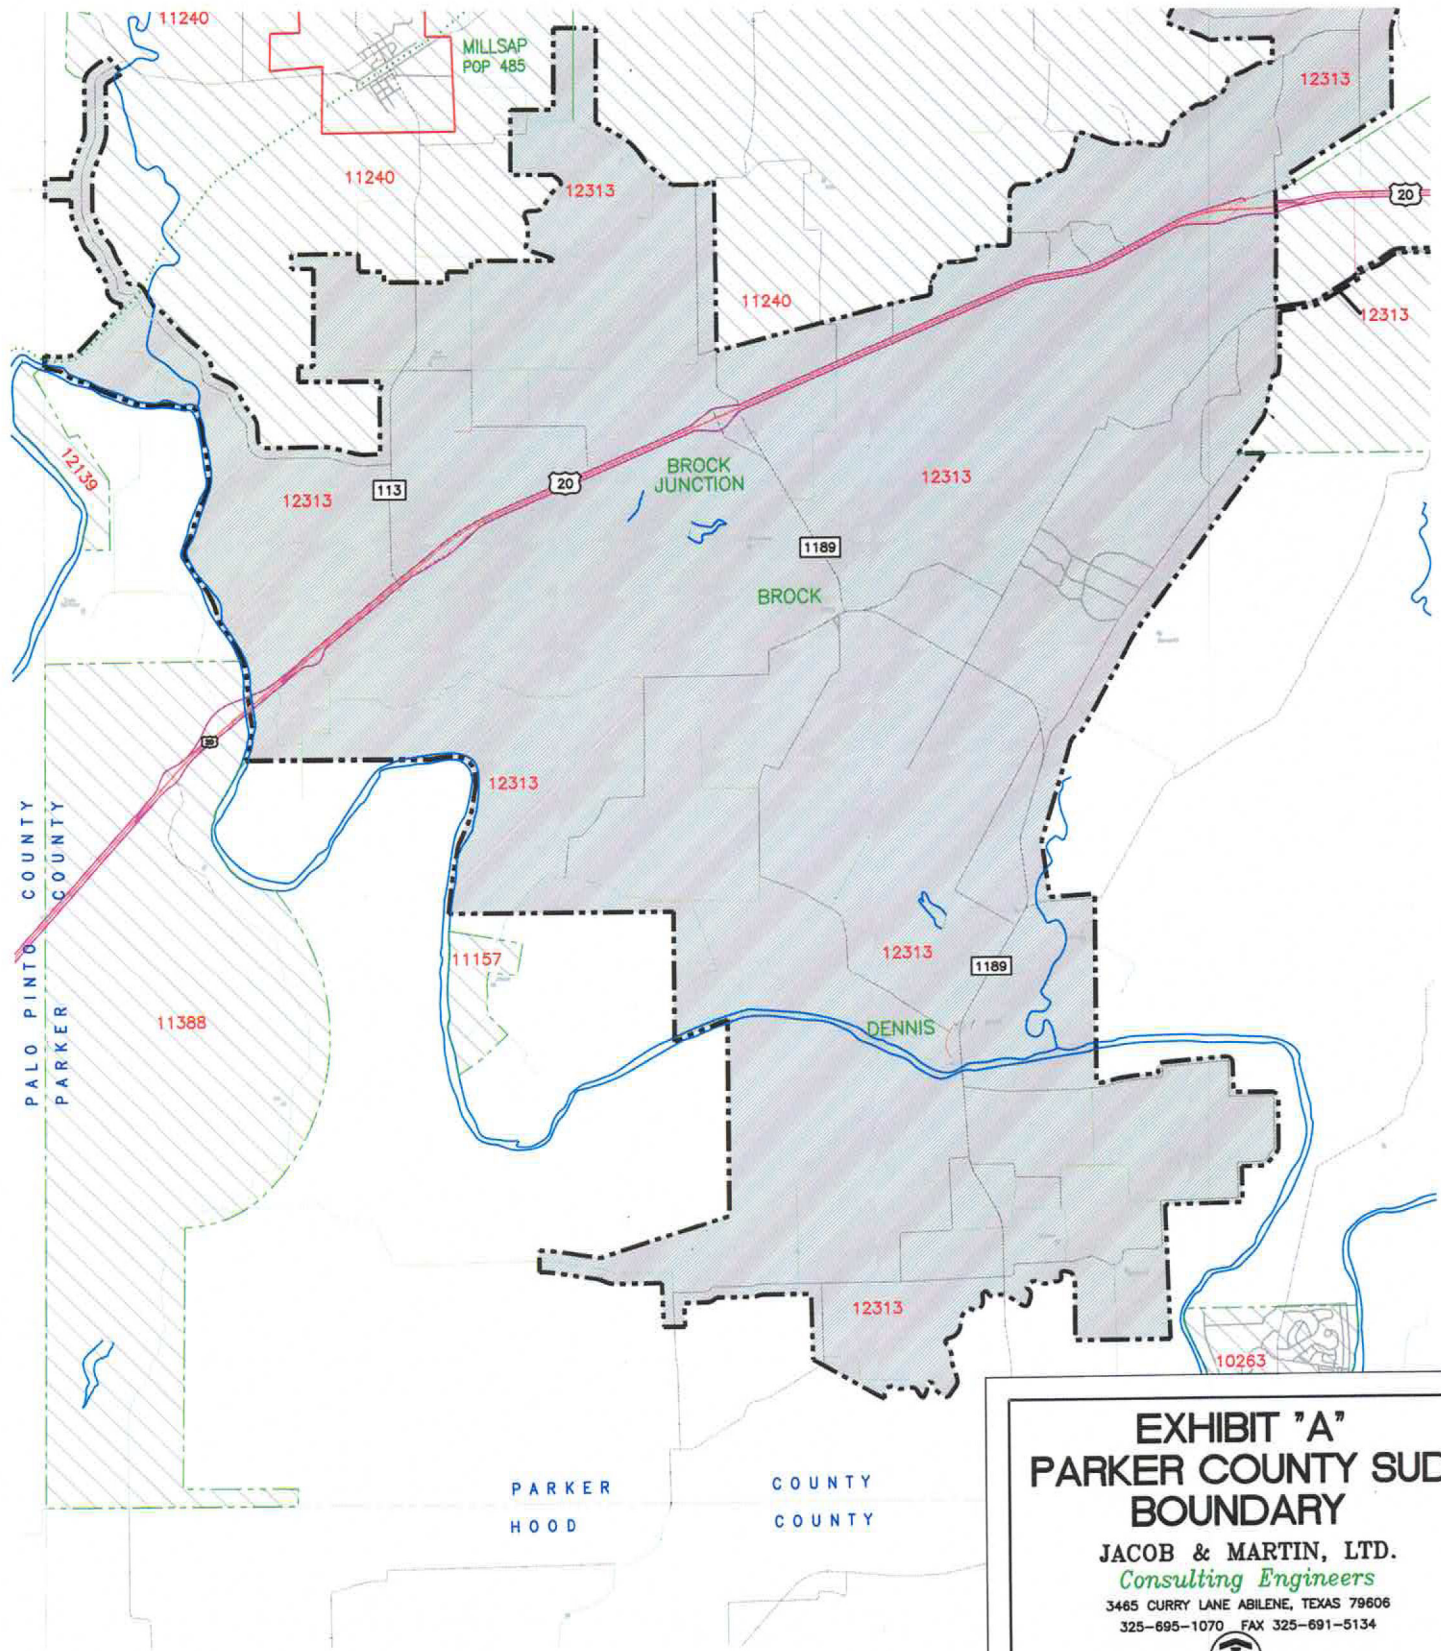 11240
MILLSAP
POP 485
12313
11240
12313
20
11240
12313
12139
BROCK
JUNCTION
12313
12313
113
20
1189
BROCK
12313
20
PALO PINTO COUNTY
PARKER COUNTY
12313
1189
11157
11388
DENNIS
12313
10263
PARKER COUNTY
HOOD COUNTY
EXHIBIT "A"
PARKER COUNTY SUD
BOUNDARY
JACOB & MARTIN, LTD.
Consulting Engineers
3465 CURRY LANE ABILENE, TEXAS 79606
325-695-1070 FAX 325-691-5134